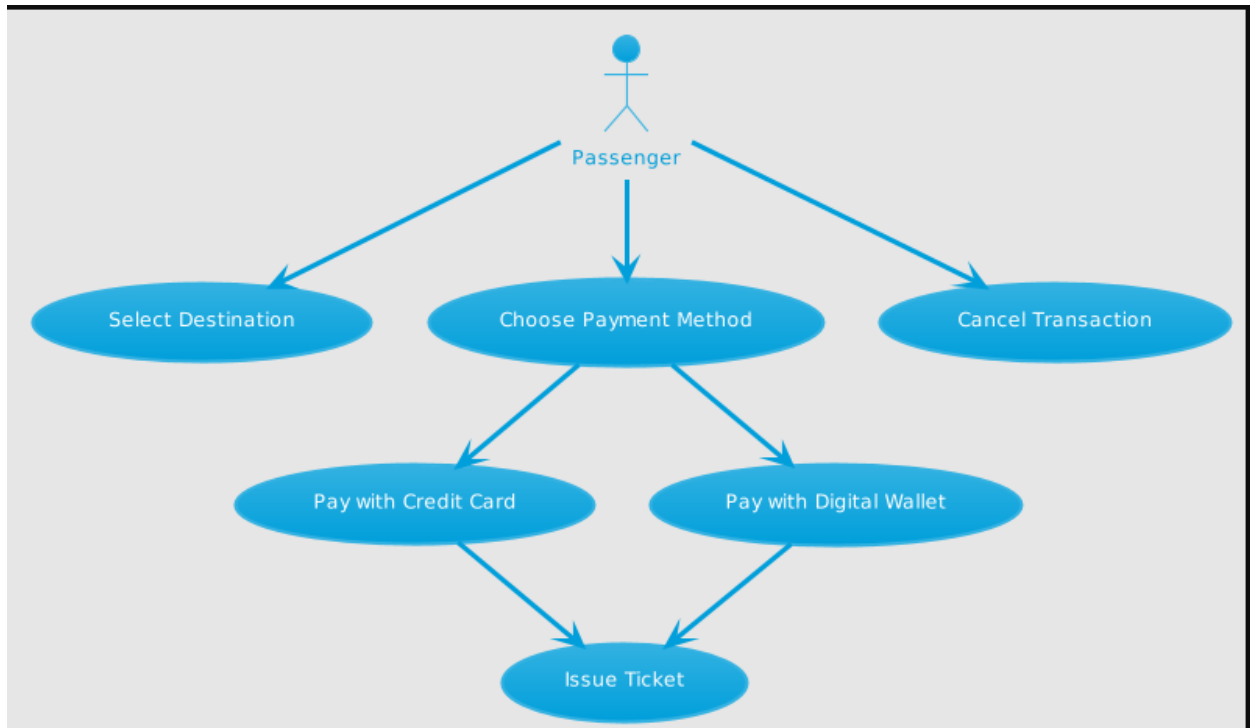 Passenger
Select Destination
Choose Payment Method
Cancel Transaction
Pay with Credit Card
Pay with Digital Wallet
Issue Ticket